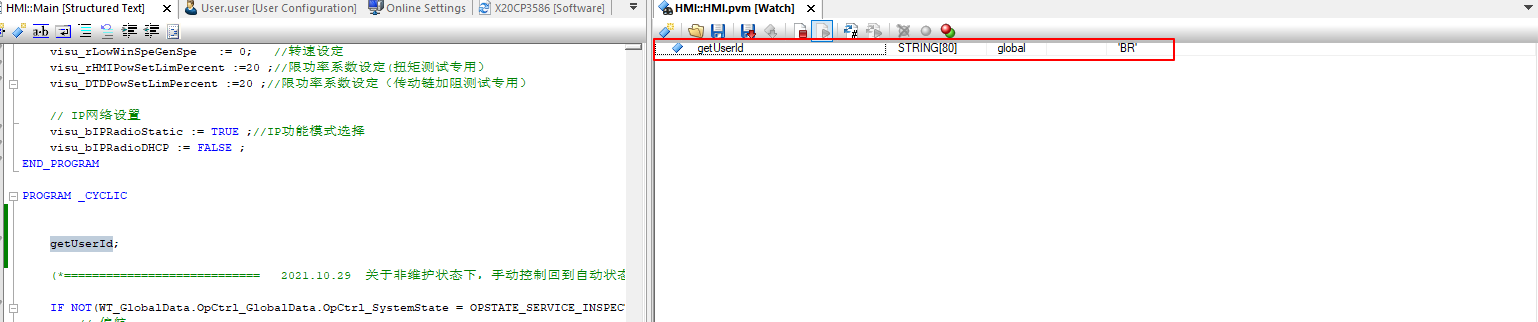 HMI::Main [Structured Text]
User.user [User Configuration]
Online Settings
X20CP3586 [Software]
HMI::HMI.pvm [Watch]
visu_rLowWinSpeGenSpe := 0; //转速设定
visu_rHMIPowSetLimPercent :=20 ;//限功率系数设定(扭矩测试专用)
visu_DTDPowSetLimPercent :=20 ;//限功率系数设定（传动链加阻测试专用）
// IP网络设置
visu_bIPRadioStatic := TRUE ;//IP功能模式选择
visu_bIPRadioDHCP := FALSE ;
END_PROGRAM
PROGRAM _CYCLIC
getUserId;
(*============================ 2021.10.29 关于非维护状态下，手动控制回到自动状态
IF NOT(WT_GlobalData.OpCtrl_GlobalData.OpCtrl_SystemState = OPSTATE_SERVICE_INSPEC
getUserId STRING[80] global 'BR'